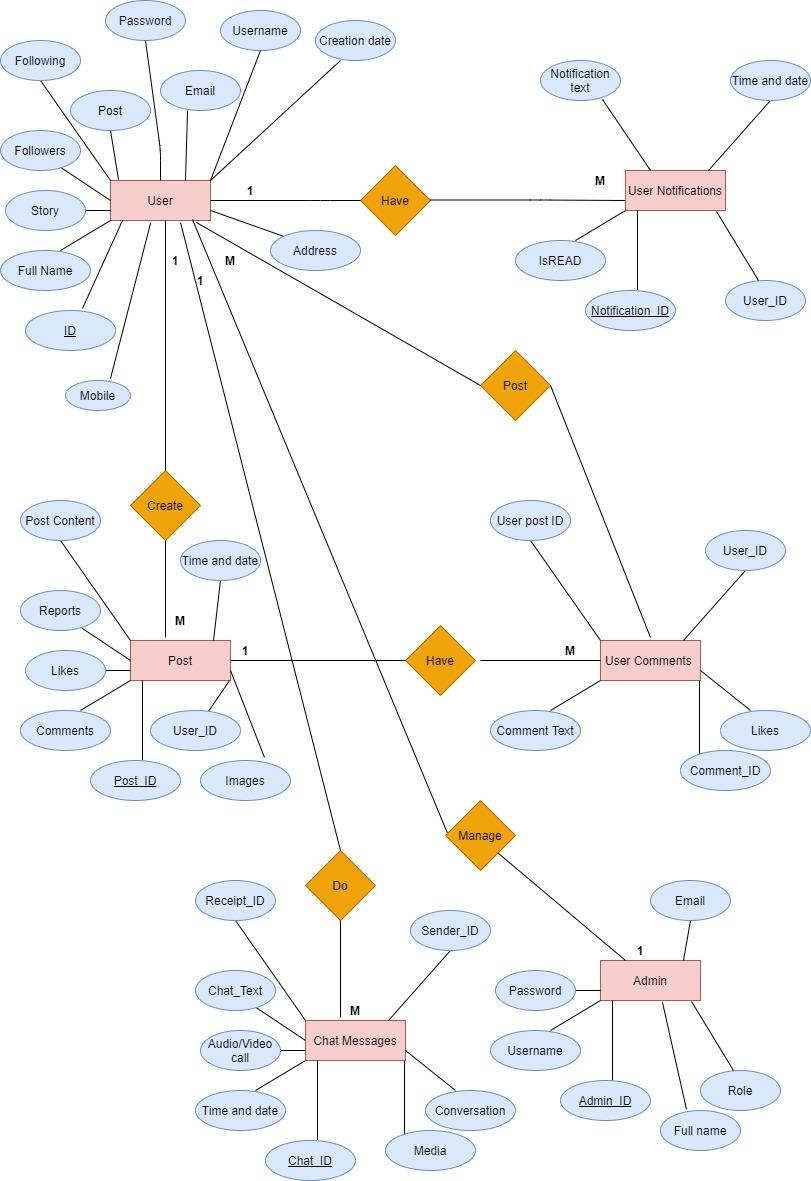 Password
Username
Creation date
Following
Email
Post
Notification
text
Time and date
Followers
User
1
Have
M
User Notifications
Story
Full Name
Address
IsREAD
1
M
1
ID
Notification_ID
User_ID
Mobile
Post
Create
Post Content
User post ID
Time and date
User_ID
Reports
M
Post
1
Have
M
User Comments
Likes
Comments
User_ID
Comment Text
Likes
Post_ID
Images
Comment_ID
Manage
Do
Receipt_ID
Email
Sender_ID
1
Chat_Text
Password
Admin
M
Chat Messages
Audio/Video
call
Username
Time and date
Conversation
Admin_ID
Role
Full name
Media
Chat_ID